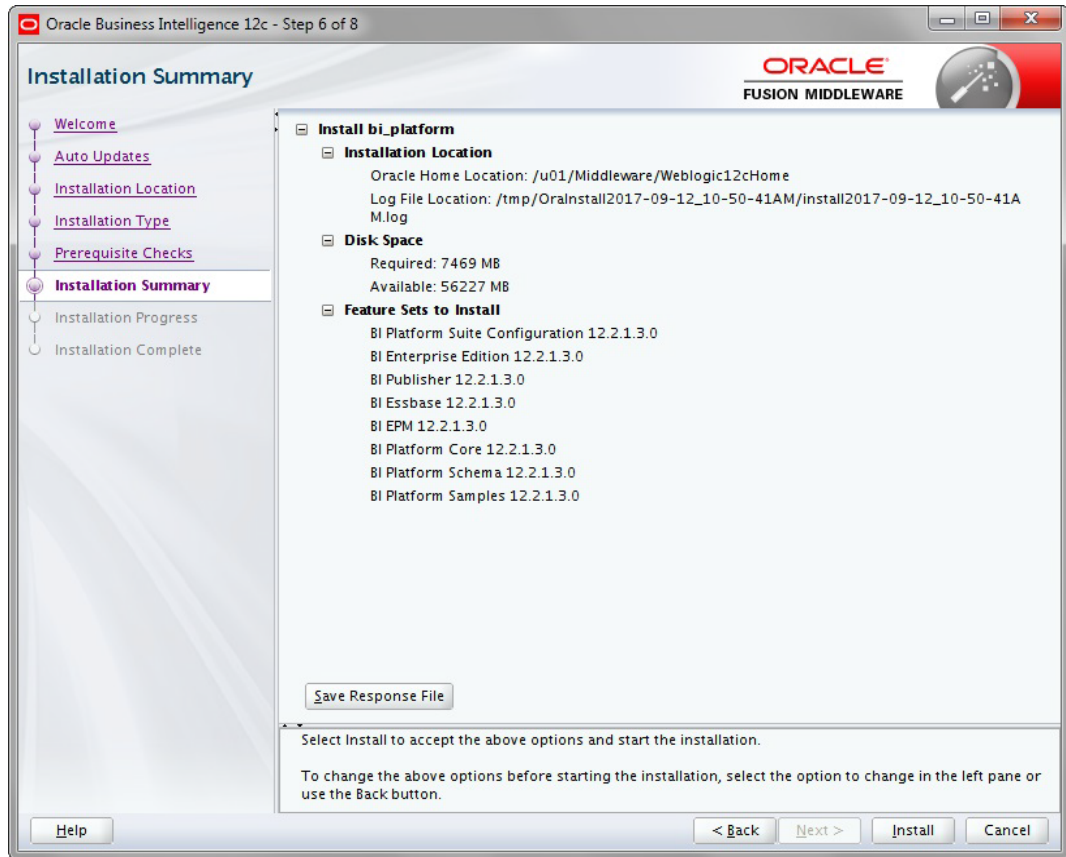 Oracle Business Intelligence 12c - Step 6 of 8
Installation Summary
ORACLE
FUSION MIDDLEWARE
Welcome
Auto Updates
Installation Location
Installation Type
Prerequisite Checks
Installation Summary
Installation Progress
Installation Complete
Install bi_platform
Installation Location
Oracle Home Location: /u01/Middleware/Weblogic12cHome
Log File Location: /tmp/OraInstall2017-09-12_10-50-41AM/install2017-09-12_10-50-41A
M.log
Disk Space
Required: 7469 MB
Available: 56227 MB
Feature Sets to Install
BI Platform Suite Configuration 12.2.1.3.0
BI Enterprise Edition 12.2.1.3.0
BI Publisher 12.2.1.3.0
BI Essbase 12.2.1.3.0
BI EPM 12.2.1.3.0
BI Platform Core 12.2.1.3.0
BI Platform Schema 12.2.1.3.0
BI Platform Samples 12.2.1.3.0
Save Response File
Select Install to accept the above options and start the installation.
To change the above options before starting the installation, select the option to change in the left pane or
use the Back button.
Help
< Back
Next >
Install
Cancel